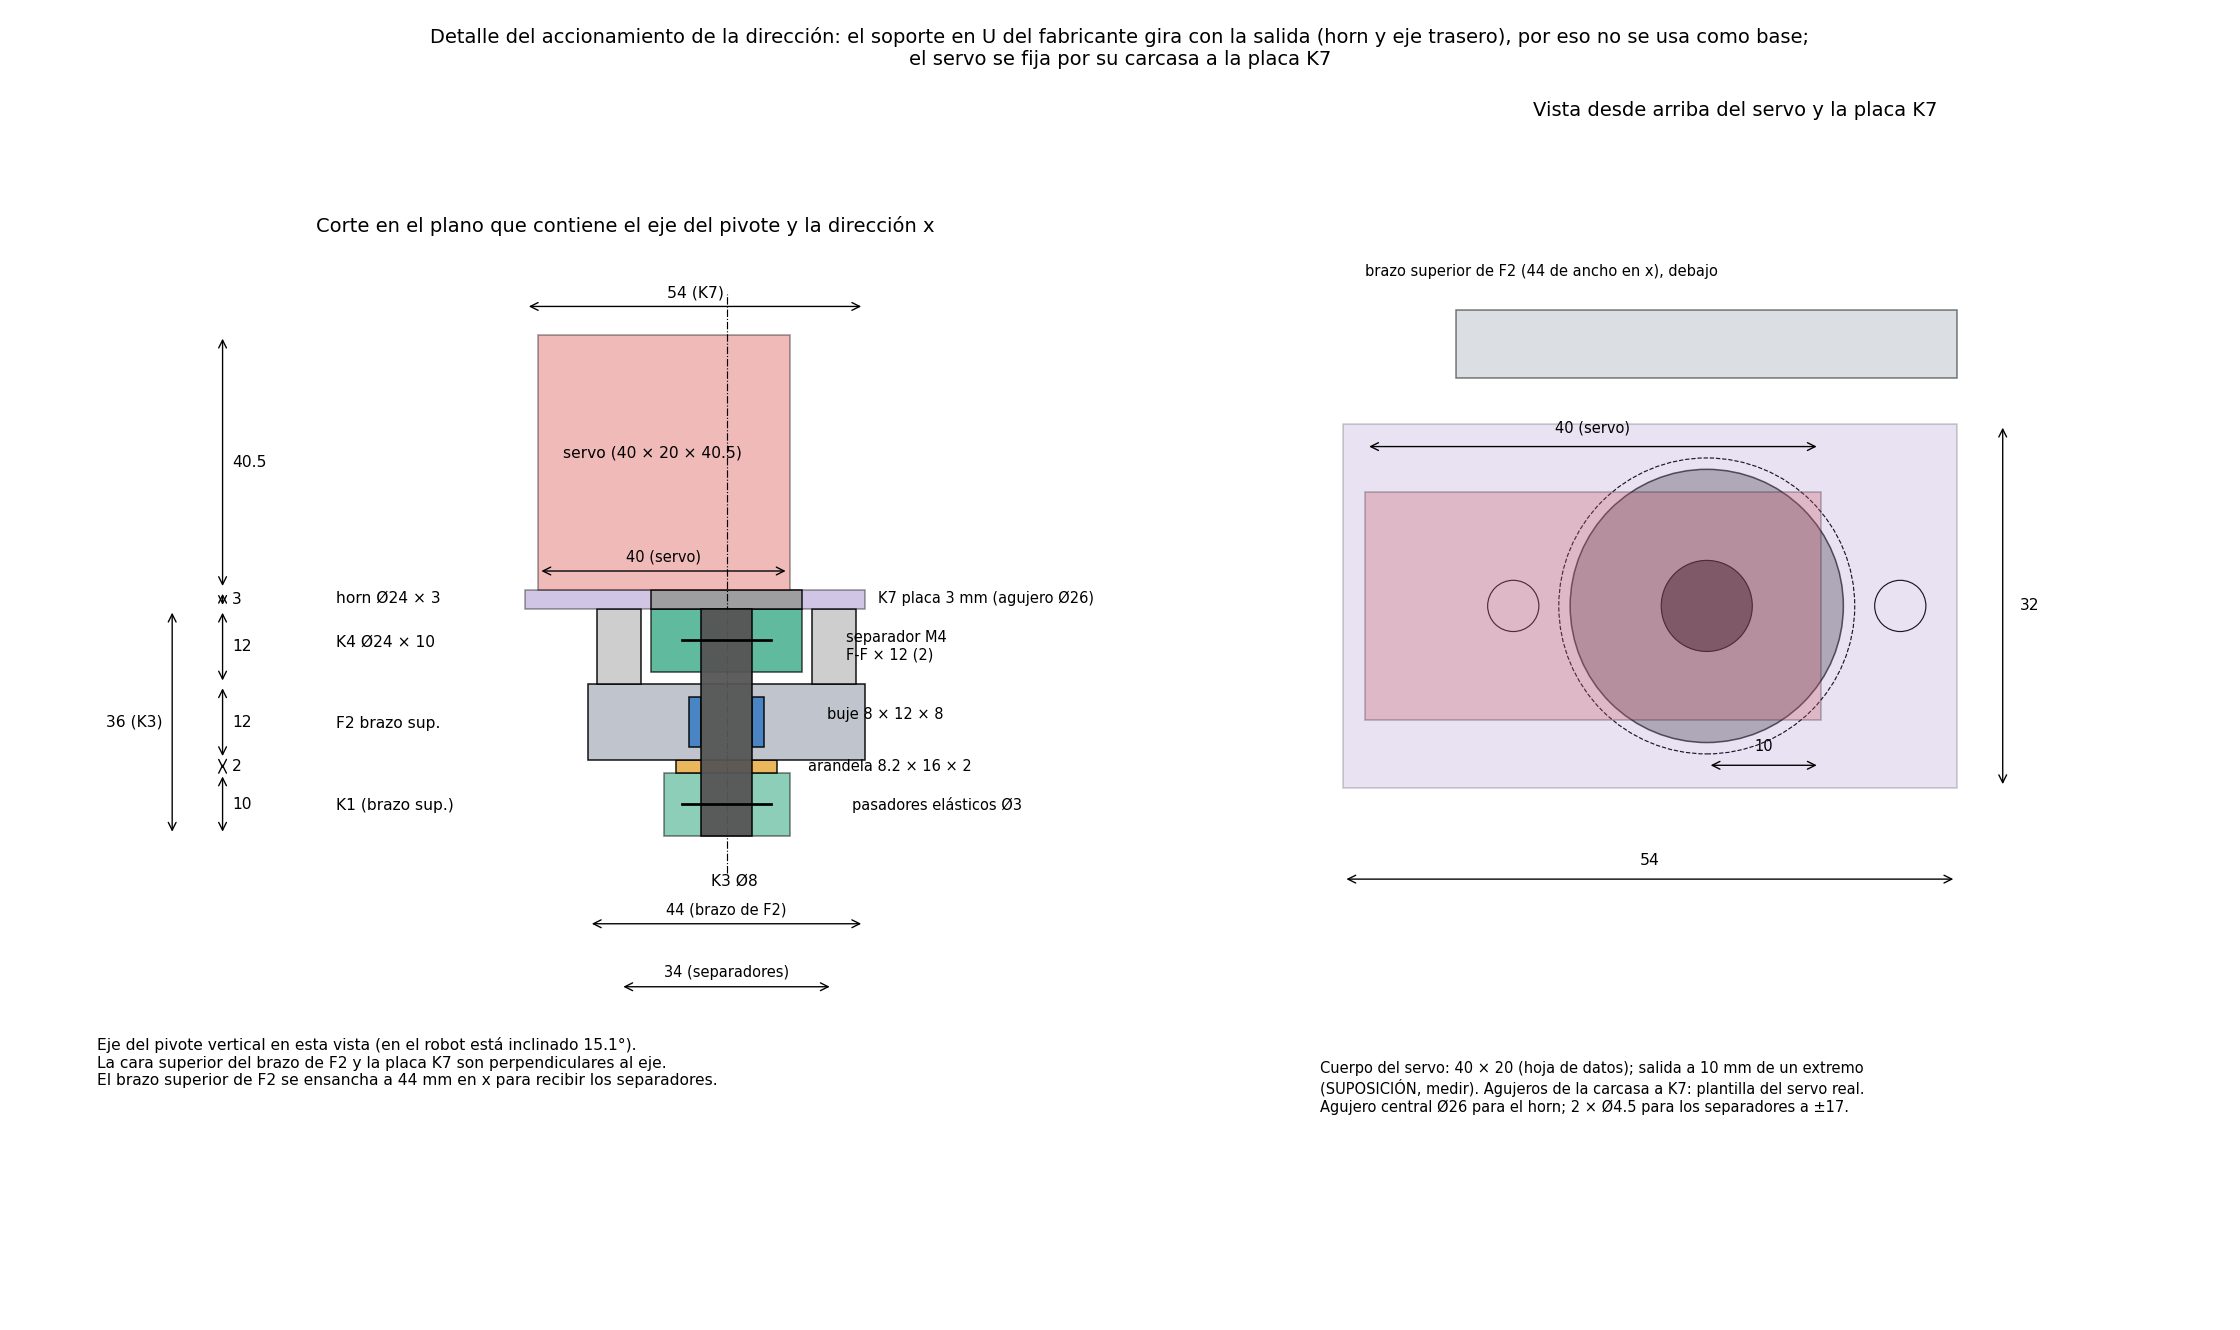 Detalle del accionamiento de la dirección: el soporte en U del fabricante gira con la salida (horn y eje trasero), por eso no se usa como base;
el servo se fija por su carcasa a la placa K7
Vista desde arriba del servo y la placa K7
Corte en el plano que contiene el eje del pivote y la dirección x
54 (K7)
servo (40 × 20 × 40.5)
40.5
40 (servo)
3
horn Ø24 × 3
K7 placa 3 mm (agujero Ø26)
12
K4 Ø24 × 10
separador M4
F-F × 12 (2)
36 (K3)
12
F2 brazo sup.
buje 8 × 12 × 8
2
arandela 8.2 × 16 × 2
10
K1 (brazo sup.)
pasadores elásticos Ø3
K3 Ø8
44 (brazo de F2)
34 (separadores)
Eje del pivote vertical en esta vista (en el robot está inclinado 15.1°).
La cara superior del brazo de F2 y la placa K7 son perpendiculares al eje.
El brazo superior de F2 se ensancha a 44 mm en x para recibir los separadores.
brazo superior de F2 (44 de ancho en x), debajo
40 (servo)
32
10
54
Cuerpo del servo: 40 × 20 (hoja de datos); salida a 10 mm de un extremo
(SUPOSICIÓN, medir). Agujeros de la carcasa a K7: plantilla del servo real.
Agujero central Ø26 para el horn; 2 × Ø4.5 para los separadores a ±17.